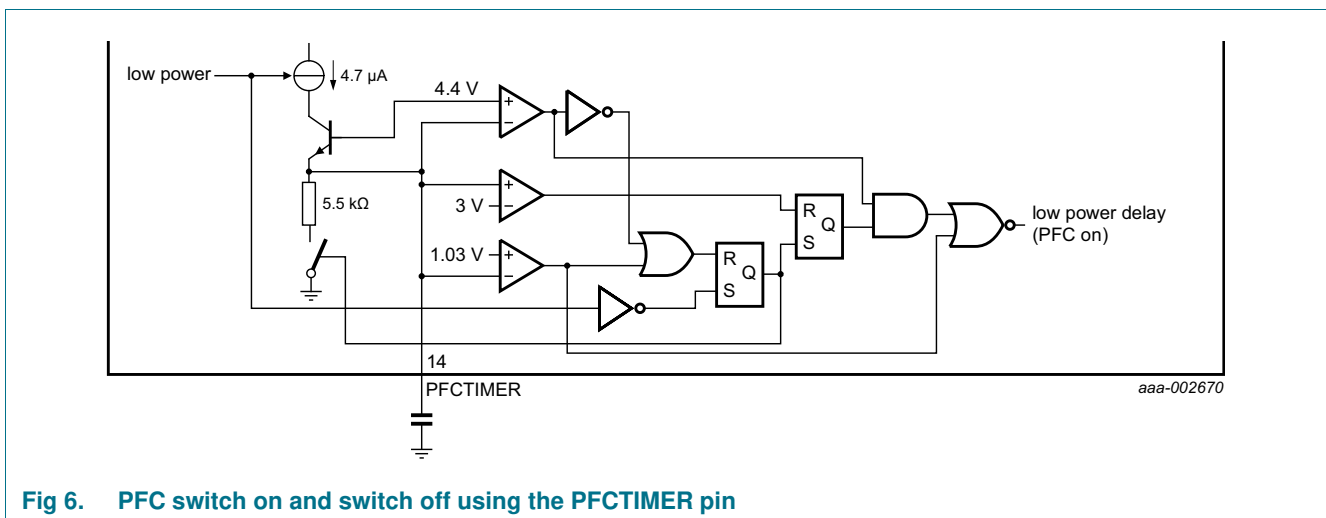 low power
4.7 µA
4.4 V
+
−
5.5 kΩ
+
3 V
−
R
Q
S
low power delay
(PFC on)
1.03 V
+
−
R
Q
S
14
PFCTIMER
aaa-002670
Fig 6. PFC switch on and switch off using the PFCTIMER pin